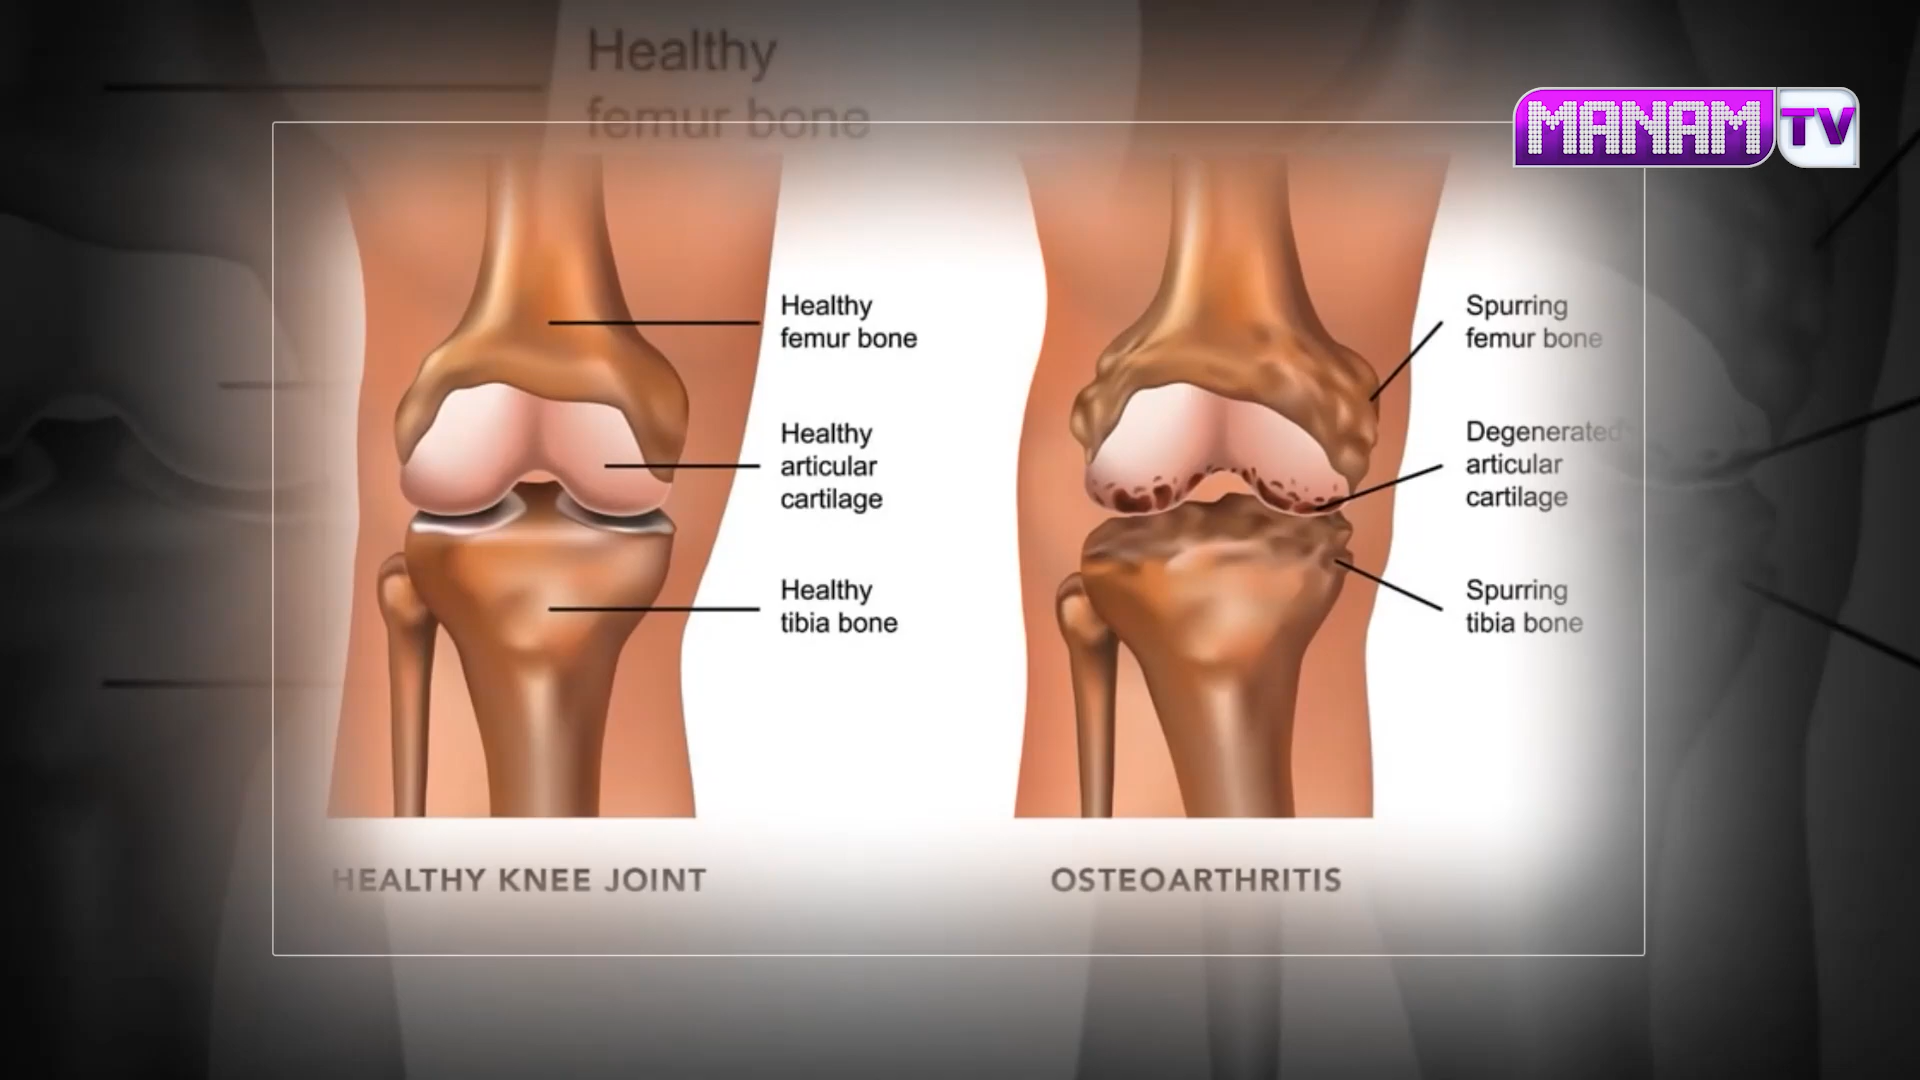 Healthy
femur bone
MANAM TV
Healthy
femur bone
Healthy
articular
cartilage
Healthy
tibia bone
Spurring
femur bone
Degenerated
articular
cartilage
Spurring
tibia bone
HEALTHY KNEE JOINT
OSTEOARTHRITIS